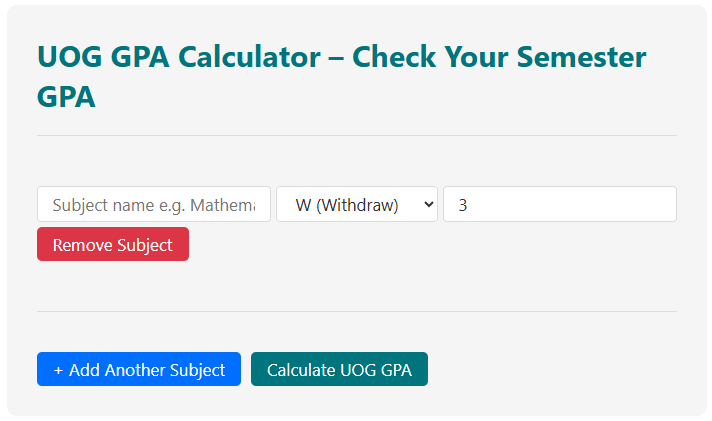 UOG GPA Calculator – Check Your Semester
GPA
Subject name e.g. Mathema
W (Withdraw)
3
Remove Subject
+ Add Another Subject
Calculate UOG GPA